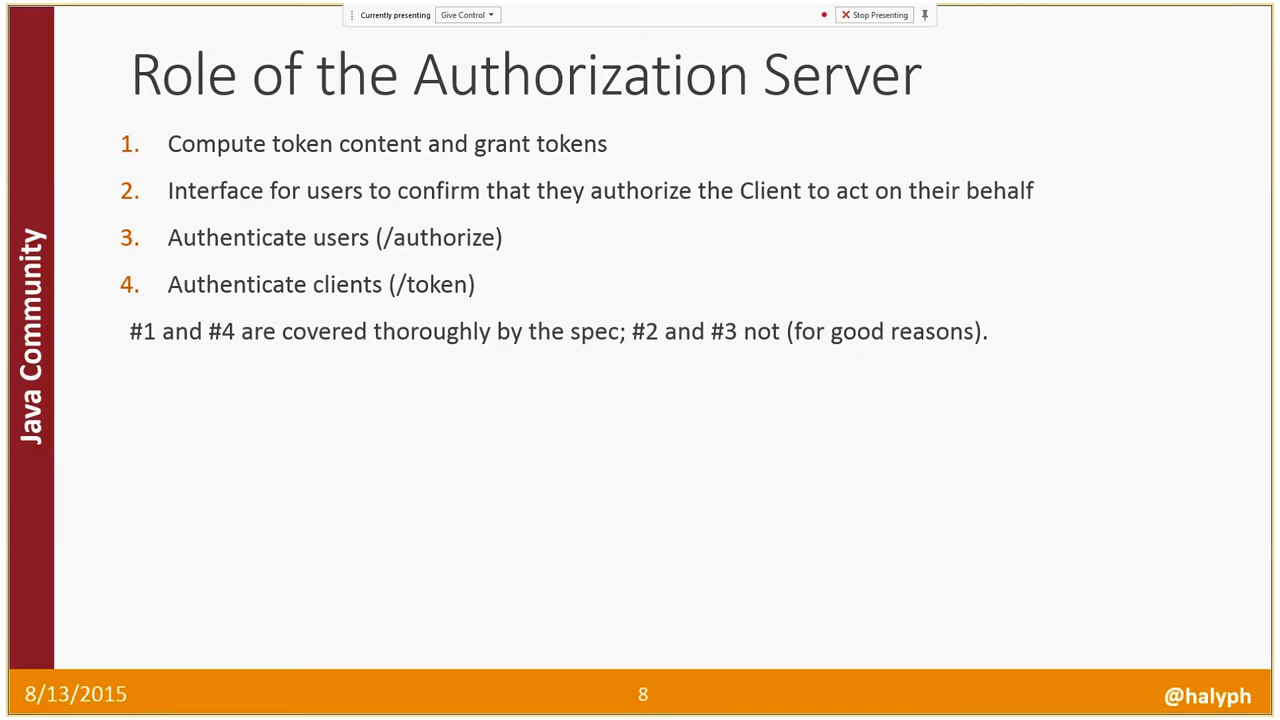 Currently presenting Give Control Stop Presenting
Role of the Authorization Server
1. Compute token content and grant tokens
2. Interface for users to confirm that they authorize the Client to act on their behalf
3. Authenticate users (/authorize)
4. Authenticate clients (/token)
#1 and #4 are covered thoroughly by the spec; #2 and #3 not (for good reasons).
Java Community
8/13/2015 8 @halyph